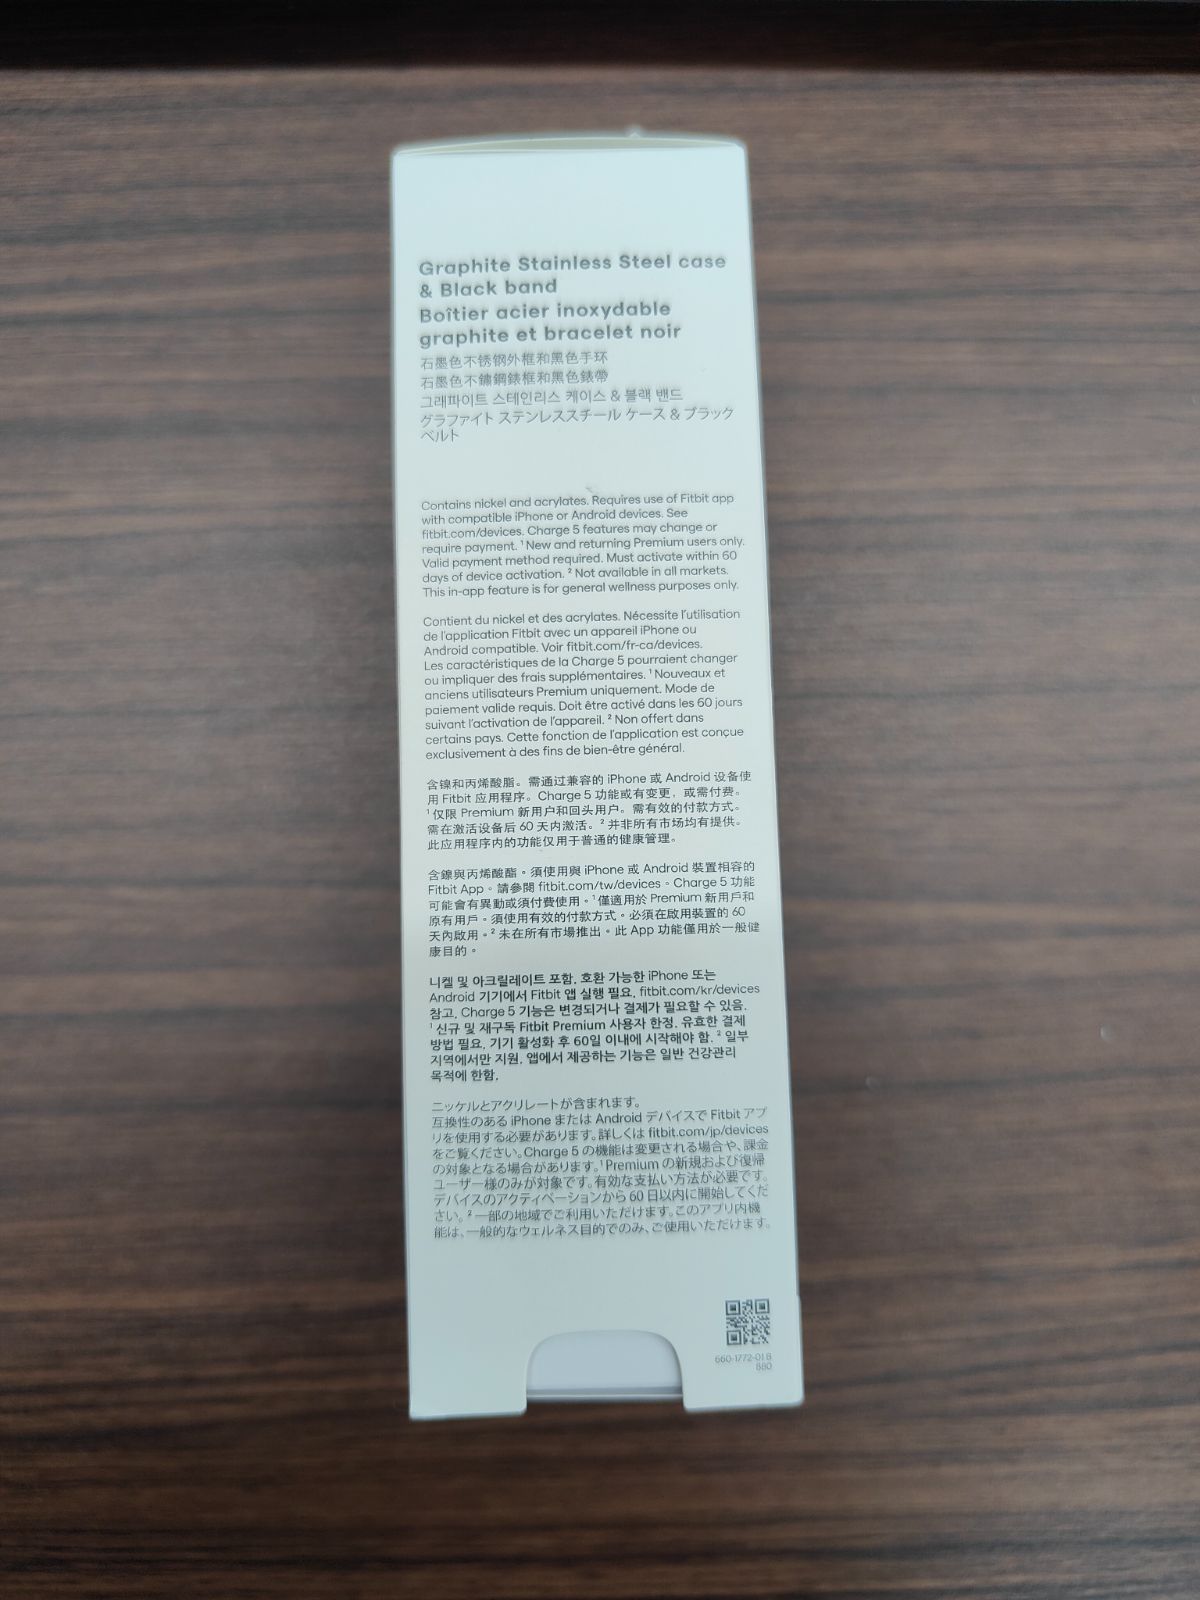 Graphite Stainless Steel case
& Black band
Boîtier acier inoxydable
graphite et bracelet noir
石墨色不锈钢外框和黑色手环
石墨色不鏽鋼錶框和黑色錶帶
그래파이트 스테인리스 케이스 & 블랙 밴드
グラファイト ステンレススチール ケース & ブラック
ベルト
Contains nickel and acrylates. Requires use of Fitbit app
with compatible iPhone or Android devices. See
fitbit.com/devices. Charge 5 features may change or
require payment. ¹ New and returning Premium users only.
Valid payment method required. Must activate within 60
days of device activation. ² Not available in all markets.
This in-app feature is for general wellness purposes only.
Contient du nickel et des acrylates. Nécessite l'utilisation
de l'application Fitbit avec un appareil iPhone ou
Android compatible. Voir fitbit.com/fr-ca/devices.
Les caractéristiques de la Charge 5 pourraient changer
ou impliquer des frais supplémentaires. ¹ Nouveaux et
anciens utilisateurs Premium uniquement. Mode de
paiement valide requis. Doit être activé dans les 60 jours
suivant l'activation de l'appareil. ² Non offert dans
certains pays. Cette fonction de l'application est conçue
exclusivement à des fins de bien-être général.
含镍和丙烯酸脂。需通过兼容的 iPhone 或 Android 设备使
用 Fitbit 应用程序。Charge 5 功能或有变更，或需付费。
¹ 仅限 Premium 新用户和回头用户。需有效的付款方式。
需在激活设备后 60 天内激活。² 并非所有市场均有提供。
此应用程序内的功能仅用于普通的健康管理。
含鎳與丙烯酸酯。須使用與 iPhone 或 Android 裝置相容的
Fitbit App。請參閱 fitbit.com/tw/devices。Charge 5 功能
可能會有異動或須付費使用。¹ 僅適用於 Premium 新用戶和
原有用戶。須使用有效的付款方式。必須在啟用裝置的 60
天內啟用。² 未在所有市場推出。此 App 功能僅用於一般健
康目的。
니켈 및 아크릴레이트 포함. 호환 가능한 iPhone 또는
Android 기기에서 Fitbit 앱 실행 필요. fitbit.com/kr/devices
참고. Charge 5 기능은 변경되거나 결제가 필요할 수 있음.
¹ 신규 및 재구독 Fitbit Premium 사용자 한정. 유효한 결제
방법 필요. 기기 활성화 후 60일 이내에 시작해야 함. ² 일부
지역에서만 지원. 앱에서 제공하는 기능은 일반 건강관리
목적에 한함.
ニッケルとアクリレートが含まれます。
互換性のある iPhone または Android デバイスで Fitbit アプ
リを使用する必要があります。詳しくは fitbit.com/jp/devices
をご覧ください。Charge 5 の機能は変更される場合や、課金
の対象となる場合があります。¹ Premium の新規および復帰
ユーザー様のみが対象です。有効な支払い方法が必要です。
デバイスのアクティベーションから 60 日以内に開始してくだ
さい。² 一部の地域でご利用いただけます。このアプリ内機
能は、一般的なウェルネス目的でのみ、ご使用いただけます。
660-1772-01 B
880